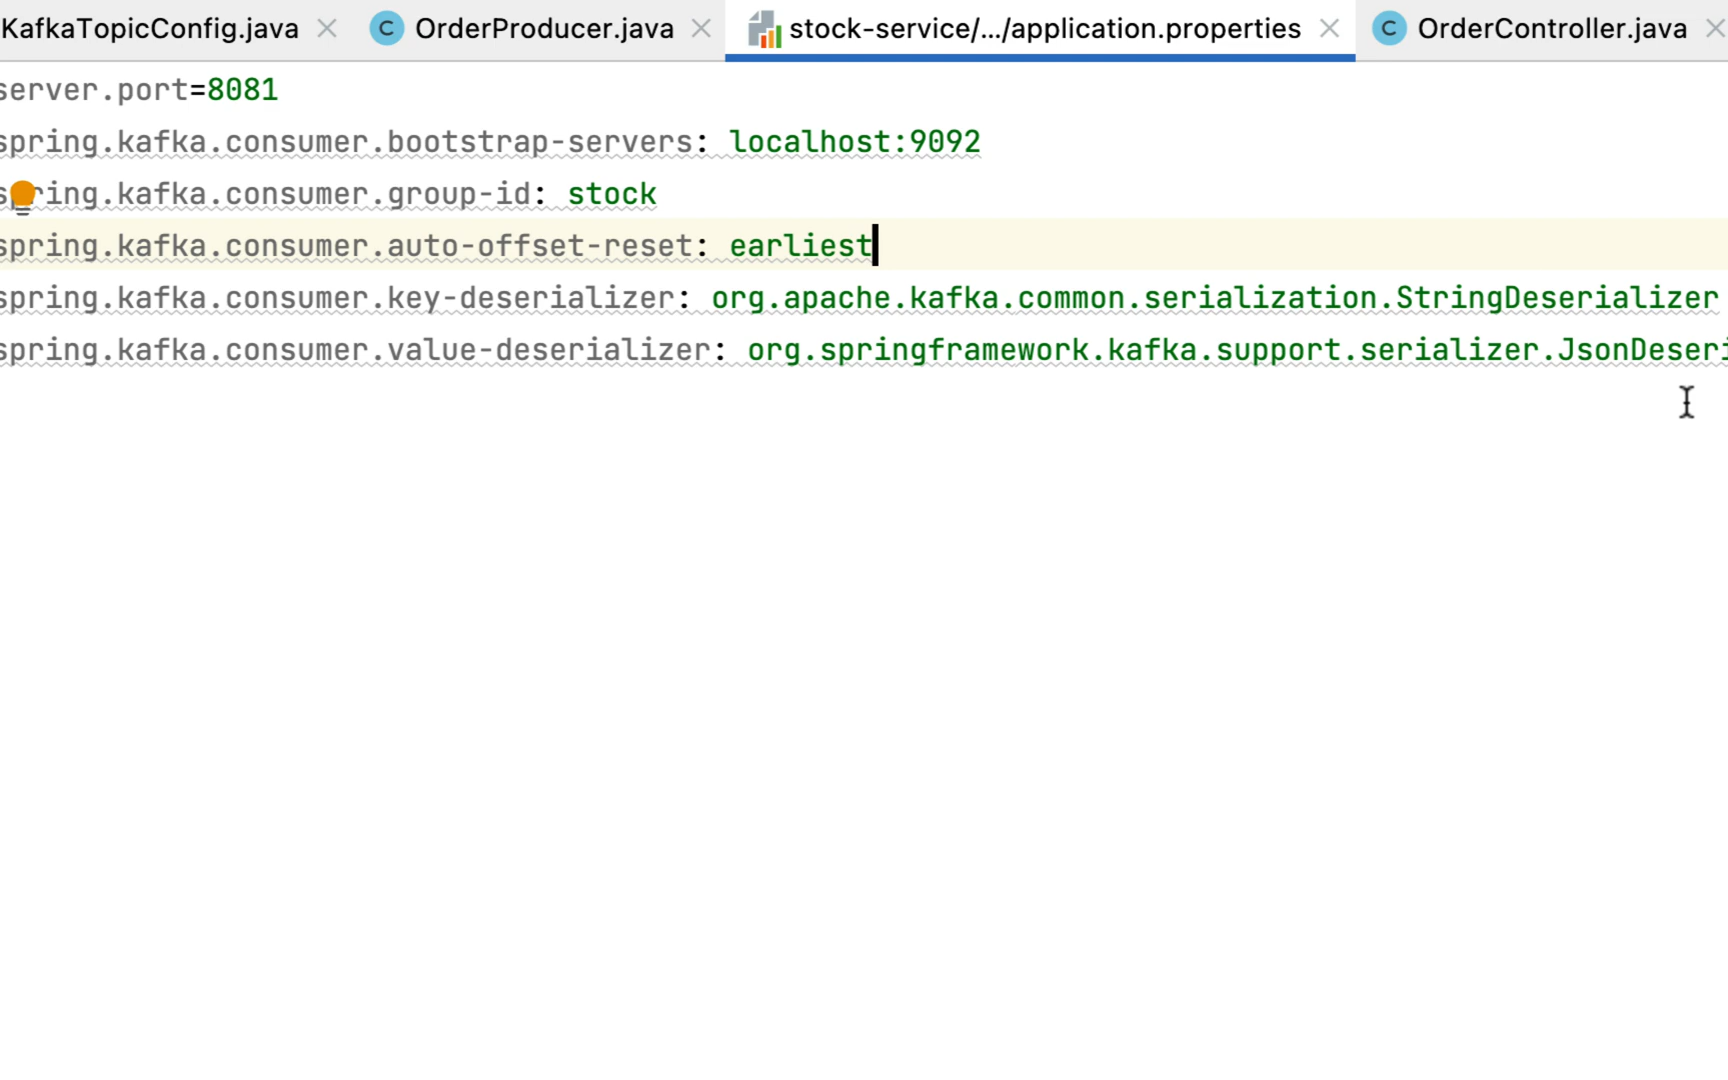 KafkaTopicConfig.java C OrderProducer.java stock-service/.../application.properties C OrderController.java
server.port=8081
spring.kafka.consumer.bootstrap-servers: localhost:9092
spring.kafka.consumer.group-id: stock
spring.kafka.consumer.auto-offset-reset: earliest
spring.kafka.consumer.key-deserializer: org.apache.kafka.common.serialization.StringDeserializer
spring.kafka.consumer.value-deserializer: org.springframework.kafka.support.serializer.JsonDeseri